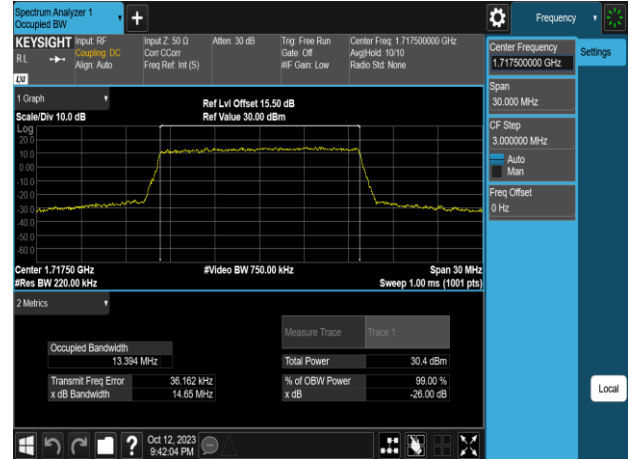 Spectrum Analyzer 1
Occupied BW
+
Frequency
KEYSIGHT
RL
LXI
Input: RF
Coupling: DC
Align: Auto
Input Z: 50 Ω
Corr CCorr
Freq Ref: Int (S)
Atten: 30 dB
Trig: Free Run
Gate: Off
#IF Gain: Low
Center Freq: 1.717500000 GHz
Avg|Hold: 10/10
Radio Std: None
Center Frequency
1.717500000 GHz
Settings
Span
30.000 MHz
CF Step
3.000000 MHz
Auto
Man
Freq Offset
0 Hz
1 Graph
Scale/Div 10.0 dB
Ref Lvl Offset 15.50 dB
Ref Value 30.00 dBm
Log
20.0
10.0
0.00
-10.0
-20.0
-30.0
-40.0
-50.0
-60.0
Center 1.71750 GHz
#Res BW 220.00 kHz
#Video BW 750.00 kHz
Span 30 MHz
Sweep 1.00 ms (1001 pts)
2 Metrics
Measure Trace Trace 1
Occupied Bandwidth
13.394 MHz
Total Power 30.4 dBm
Transmit Freq Error 36.162 kHz
% of OBW Power 99.00 %
x dB Bandwidth 14.65 MHz
x dB -26.00 dB
Local
?
Oct 12, 2023
9:42:04 PM